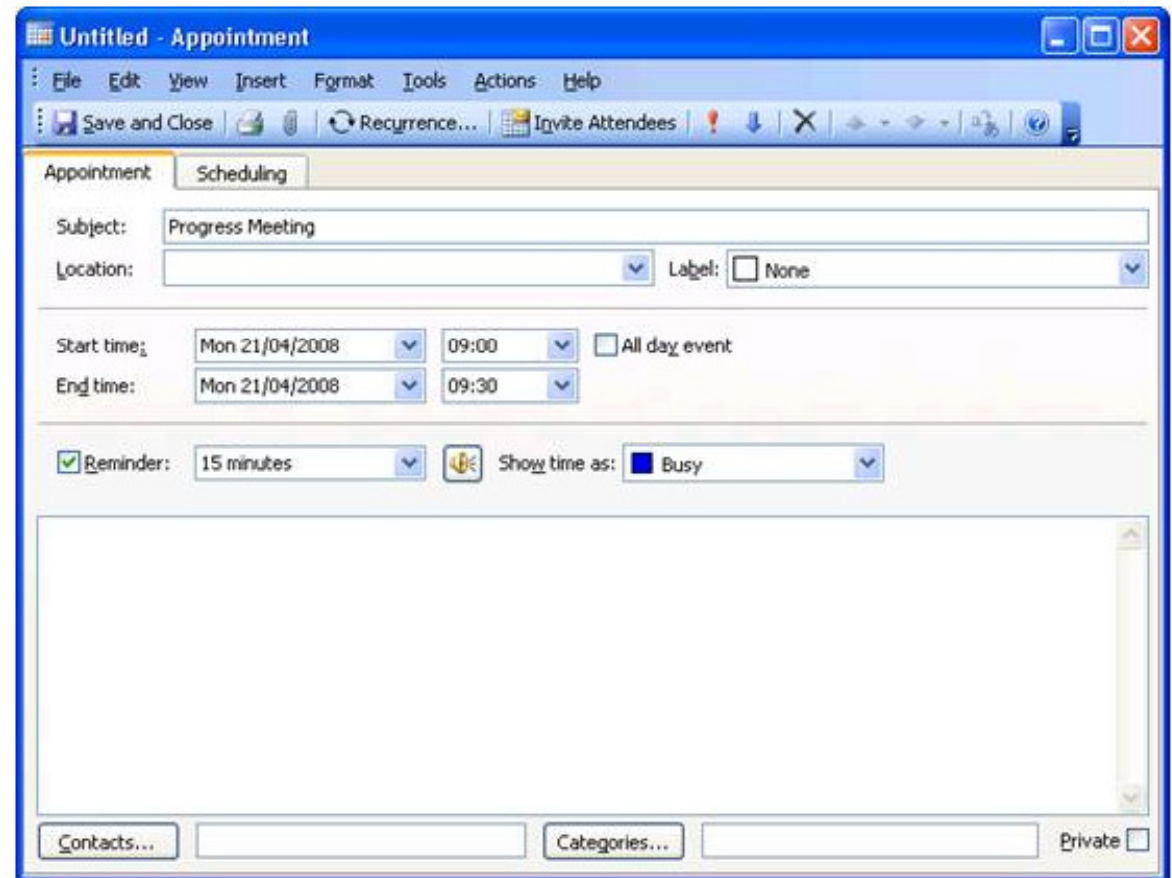 Untitled - Appointment
File Edit View Insert Format Tools Actions Help
Save and Close Recurrence... Invite Attendees
Appointment Scheduling
Subject: Progress Meeting
Location: Label: None
Start time: Mon 21/04/2008 09:00 All day event
End time: Mon 21/04/2008 09:30
Reminder: 15 minutes Show time as: Busy
Contacts... Categories... Private